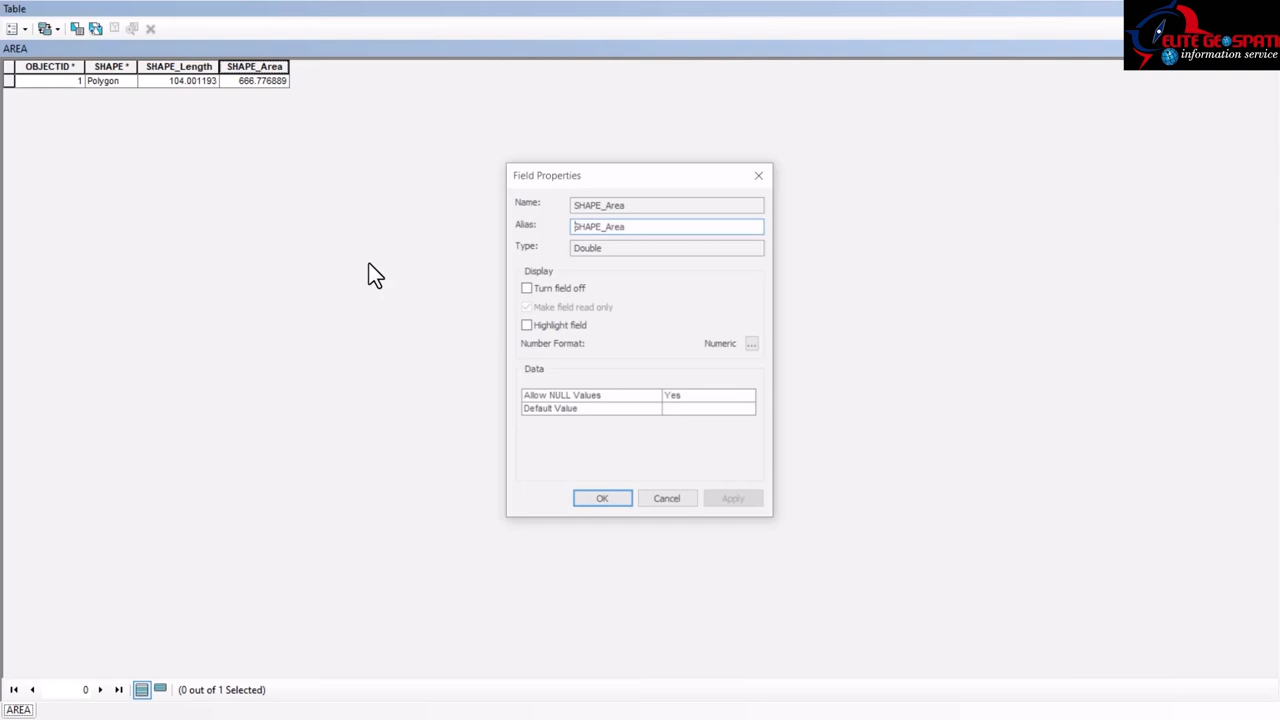 Table
AREA
OBJECTID * SHAPE * SHAPE_Length SHAPE_Area
1 Polygon 104.001193 666.776889
ELITE GEOSPATI
information service
Field Properties
Name: SHAPE_Area
Alias: SHAPE_Area
Type: Double
Display
Turn field off
Make field read only
Highlight field
Number Format: Numeric ...
Data
Allow NULL Values Yes
Default Value
OK Cancel Apply
0 (0 out of 1 Selected)
AREA